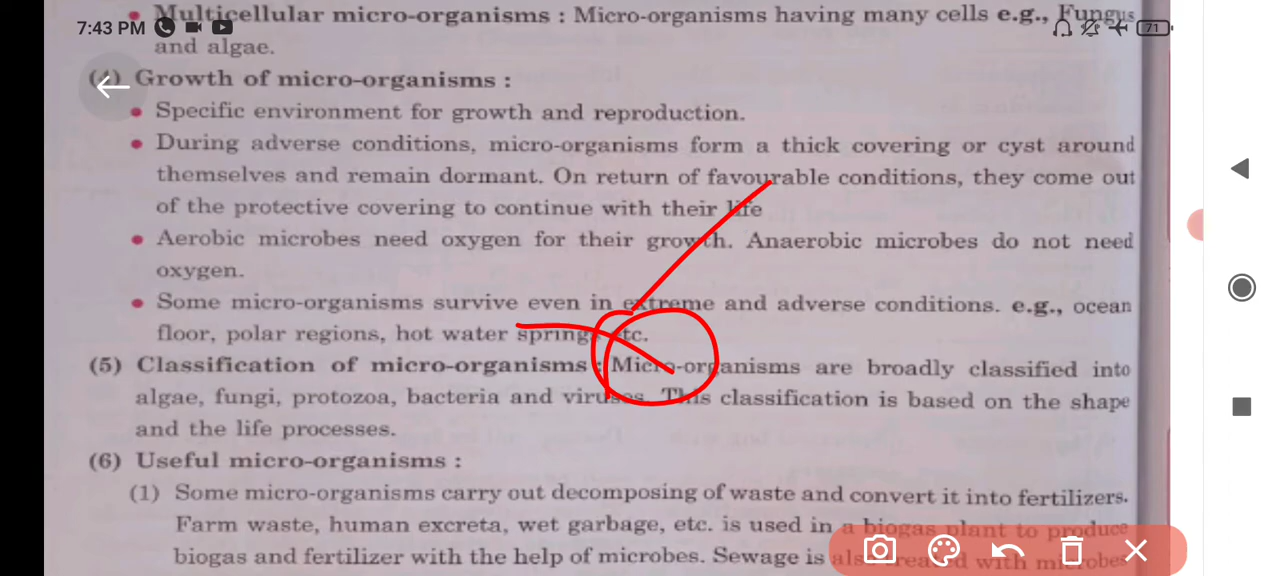 Multicellular micro-organisms : Micro-organisms having many cells e.g., Fungus
7:43 PM
71
and algae.
Growth of micro-organisms :
Specific environment for growth and reproduction.
During adverse conditions, micro-organisms form a thick covering or cyst around
themselves and remain dormant. On return of favourable conditions, they come out
of the protective covering to continue with their life
Aerobic microbes need oxygen for their growth. Anaerobic microbes do not need
oxygen.
Some micro-organisms survive even in extreme and adverse conditions. e.g., ocean
floor, polar regions, hot water springs etc.
(5) Classification of micro-organisms : Micro-organisms are broadly classified into
algae, fungi, protozoa, bacteria and viruses. This classification is based on the shape
and the life processes.
(6) Useful micro-organisms :
(1) Some micro-organisms carry out decomposing of waste and convert it into fertilizers.
Farm waste, human excreta, wet garbage, etc. is used in a biogas plant to produce
biogas and fertilizer with the help of microbes. Sewage is also treated with microbes